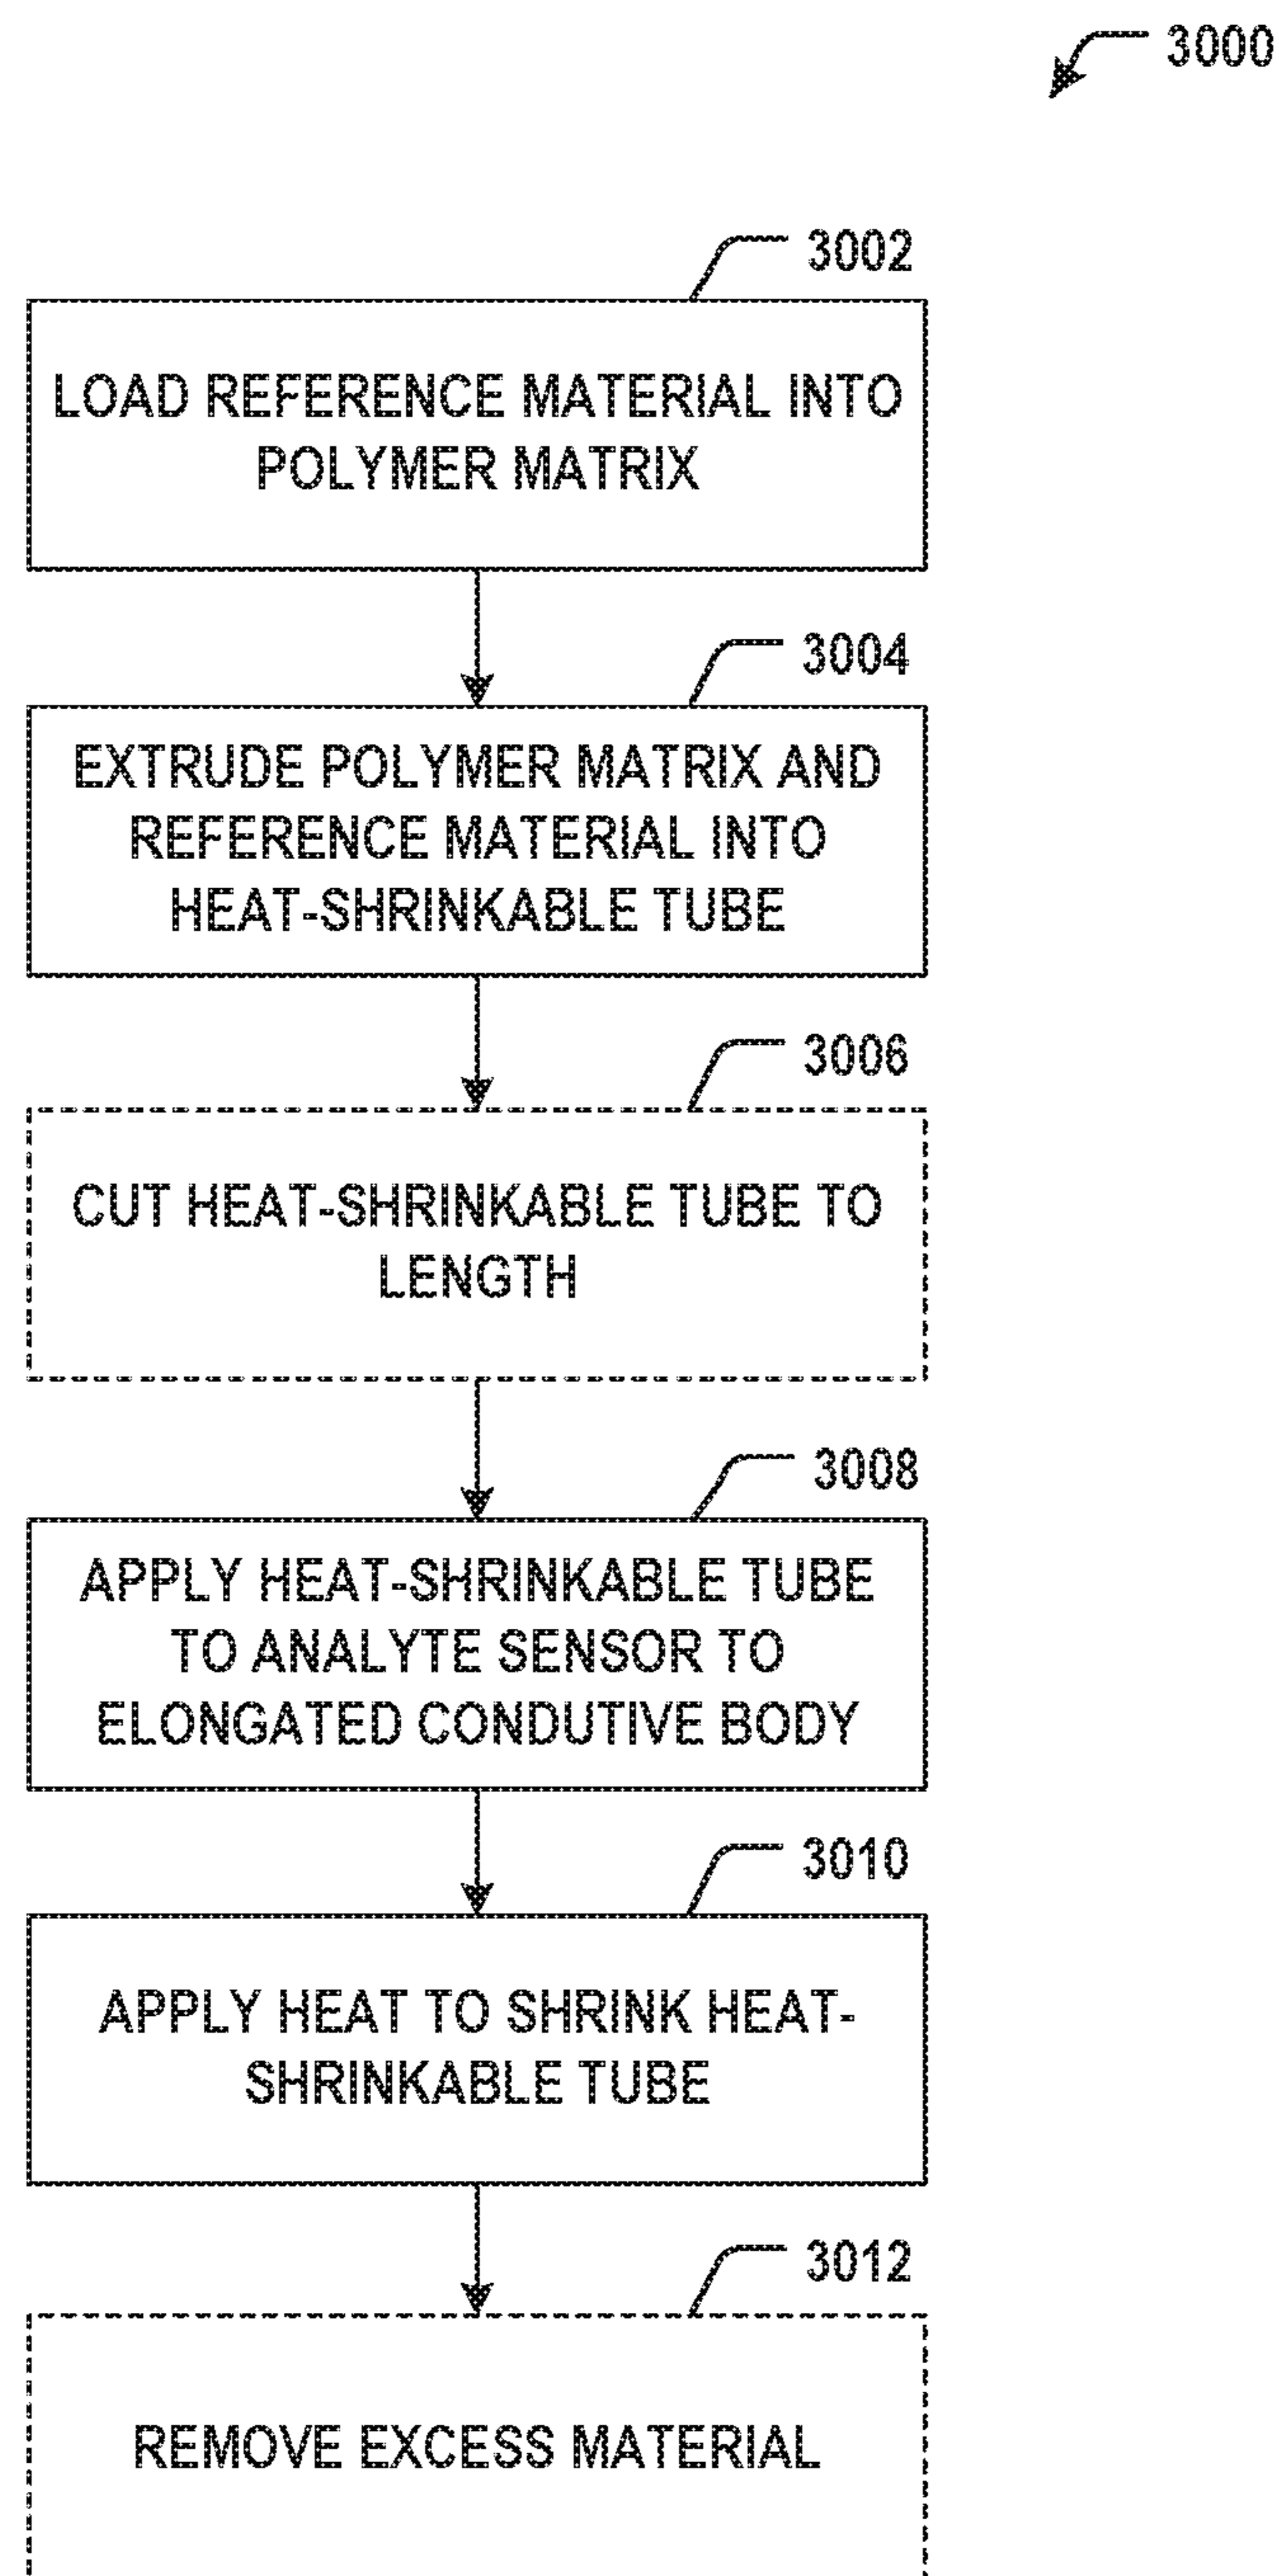 3000
3002
LOAD REFERENCE MATERIAL INTO
POLYMER MATRIX
3004
EXTRUDE POLYMER MATRIX AND
REFERENCE MATERIAL INTO
HEAT-SHRINKABLE TUBE
3006
CUT HEAT-SHRINKABLE TUBE TO
LENGTH
3008
APPLY HEAT-SHRINKABLE TUBE
TO ANALYTE SENSOR TO
ELONGATED CONDUTIVE BODY
3010
APPLY HEAT TO SHRINK HEAT-
SHRINKABLE TUBE
3012
REMOVE EXCESS MATERIAL